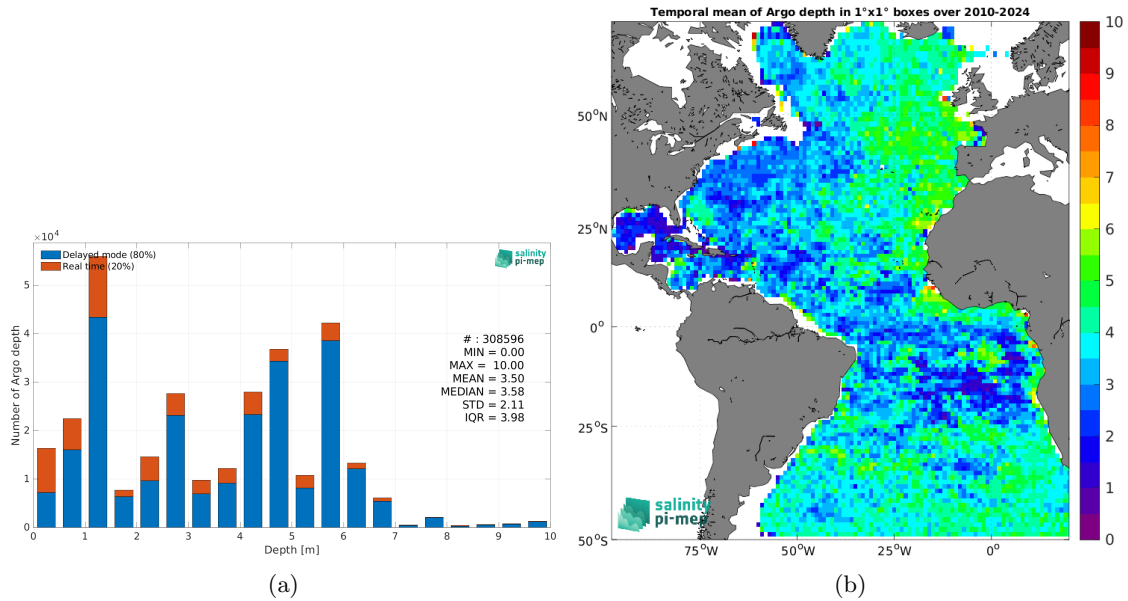 ×10⁴
5
4
3
2
1
0
Number of Argo depth
Delayed mode (80%)
Real time (20%)
salinity
pi-mep
# : 308596
MIN = 0.00
MAX = 10.00
MEAN = 3.50
MEDIAN = 3.58
STD = 2.11
IQR = 3.98
0 1 2 3 4 5 6 7 8 9 10
Depth [m]
(a)
Temporal mean of Argo depth in 1°x1° boxes over 2010-2024
50°N
25°N
0°
25°S
50°S
75°W 50°W 25°W 0°
salinity
pi-mep
10
9
8
7
6
5
4
3
2
1
0
(b)